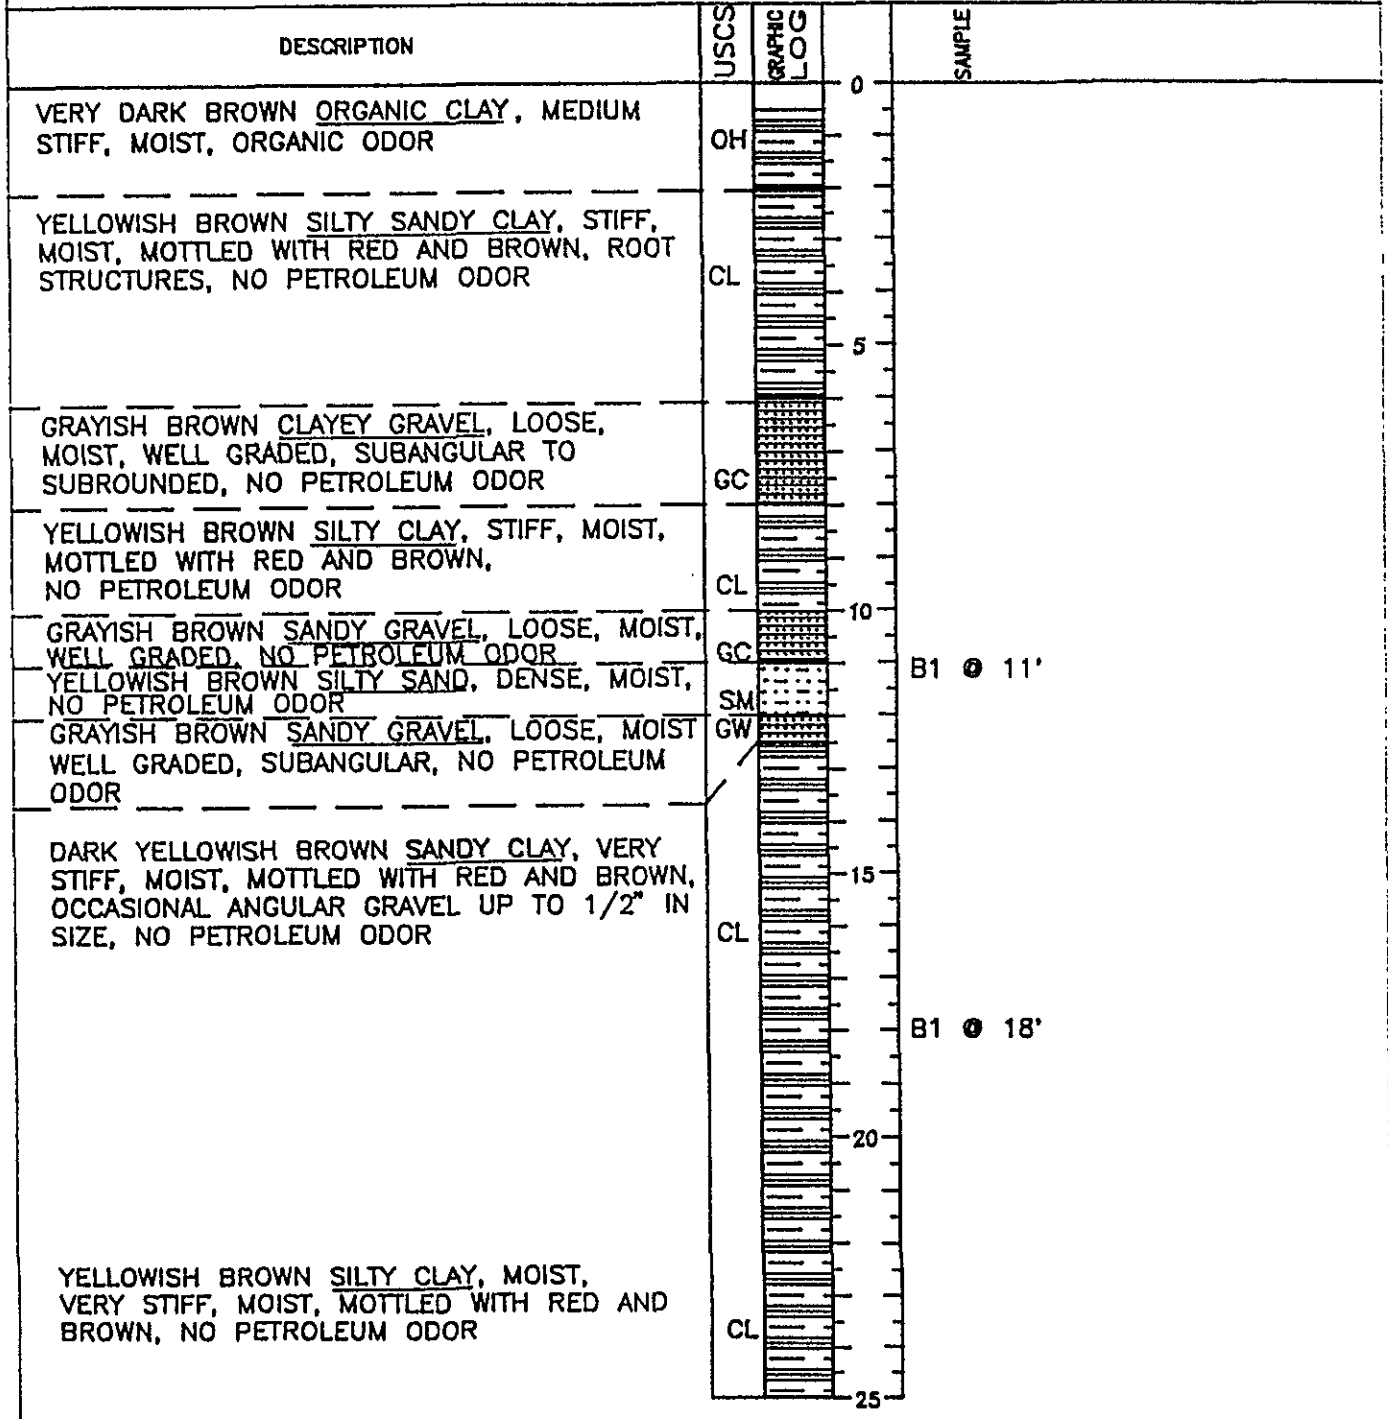 DESCRIPTION
USCS
GRAPHIC
LOG
SAMPLE
0
VERY DARK BROWN ORGANIC CLAY, MEDIUM
STIFF, MOIST, ORGANIC ODOR
OH
YELLOWISH BROWN SILTY SANDY CLAY, STIFF,
MOIST, MOTTLED WITH RED AND BROWN, ROOT
STRUCTURES, NO PETROLEUM ODOR
CL
5
GRAYISH BROWN CLAYEY GRAVEL, LOOSE,
MOIST, WELL GRADED, SUBANGULAR TO
SUBROUNDED, NO PETROLEUM ODOR
GC
YELLOWISH BROWN SILTY CLAY, STIFF, MOIST,
MOTTLED WITH RED AND BROWN,
NO PETROLEUM ODOR
CL
10
GRAYISH BROWN SANDY GRAVEL, LOOSE, MOIST,
WELL GRADED, NO PETROLEUM ODOR
GC
B1 @ 11'
YELLOWISH BROWN SILTY SAND, DENSE, MOIST,
NO PETROLEUM ODOR
SM
GRAYISH BROWN SANDY GRAVEL, LOOSE, MOIST
WELL GRADED, SUBANGULAR, NO PETROLEUM
ODOR
GW
DARK YELLOWISH BROWN SANDY CLAY, VERY
STIFF, MOIST, MOTTLED WITH RED AND BROWN,
OCCASIONAL ANGULAR GRAVEL UP TO 1/2" IN
SIZE, NO PETROLEUM ODOR
15
CL
B1 @ 18'
20
YELLOWISH BROWN SILTY CLAY, MOIST,
VERY STIFF, MOIST, MOTTLED WITH RED AND
BROWN, NO PETROLEUM ODOR
CL
25